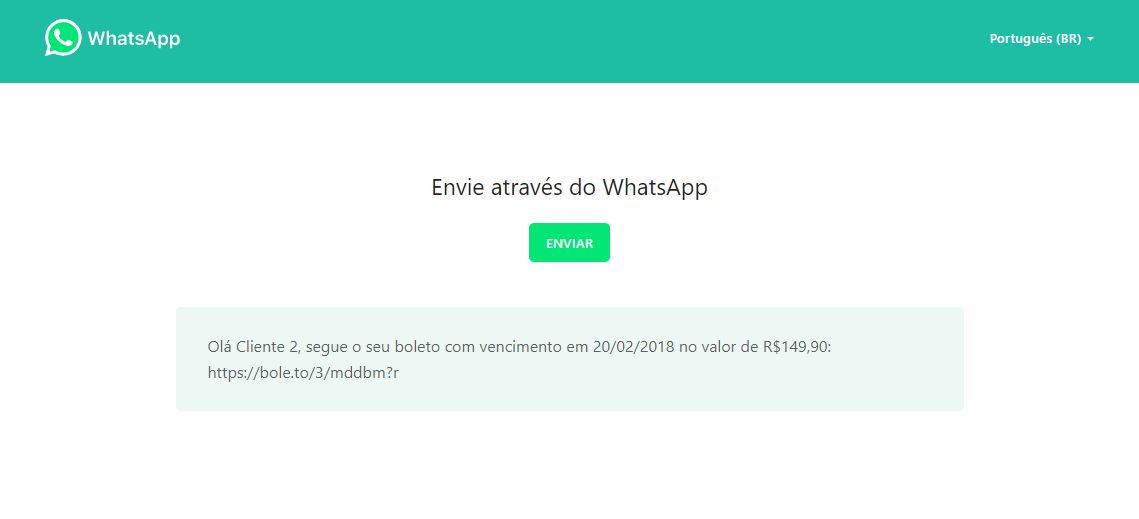 WhatsApp
Português (BR)
Envie através do WhatsApp
ENVIAR
Olá Cliente 2, segue o seu boleto com vencimento em 20/02/2018 no valor de R$149,90:
https://bole.to/3/mddbm?r